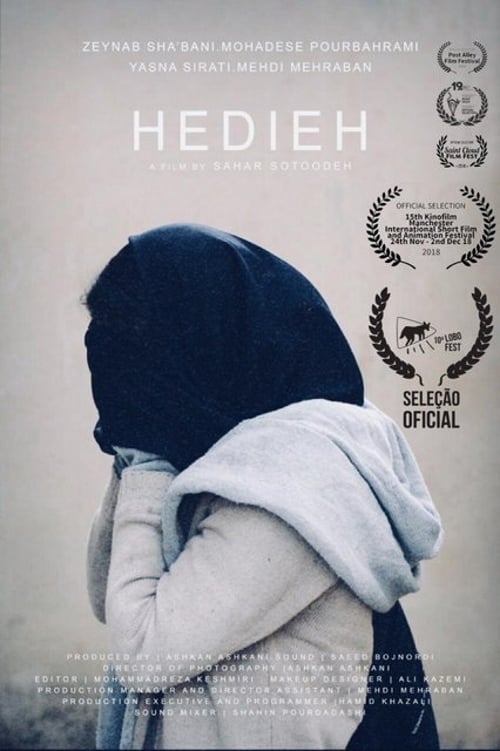 ZEYNAB SHA'BANI.MOHADESE POURBAHRAMI
YASNA SIRATI.MEHDI MEHRABAN
HEDIEH
A FILM BY SAHAR SOTOODEH
Post Alley
Film Festival
19
Saint Cloud
FILM FEST
OFFICIAL SELECTION
15th Kinofilm
Manchester
International Short Film
and Animation Festival
24th Nov - 2nd Dec 18
2018
10º LOBO
FEST
SELEÇÃO
OFICIAL
PRODUCED BY | ASHKAN ASHKANI.SOUND | SAEED BOJNORDI
DIRECTOR OF PHOTOGRAPHY |ASHKAN ASHKANI
EDITOR | MOHAMMADREZA KESHMIRI . MAKEUP DESIGNER | ALI KAZEMI
PRODUCTION MANAGER AND DIRECTOR ASSISTANT | MEHDI MEHRABAN
PRODUCTION EXECUTIVE AND PROGRAMMER |HAMID KHAZALI
SOUND MIXER | SHAHIN POURDADASHI